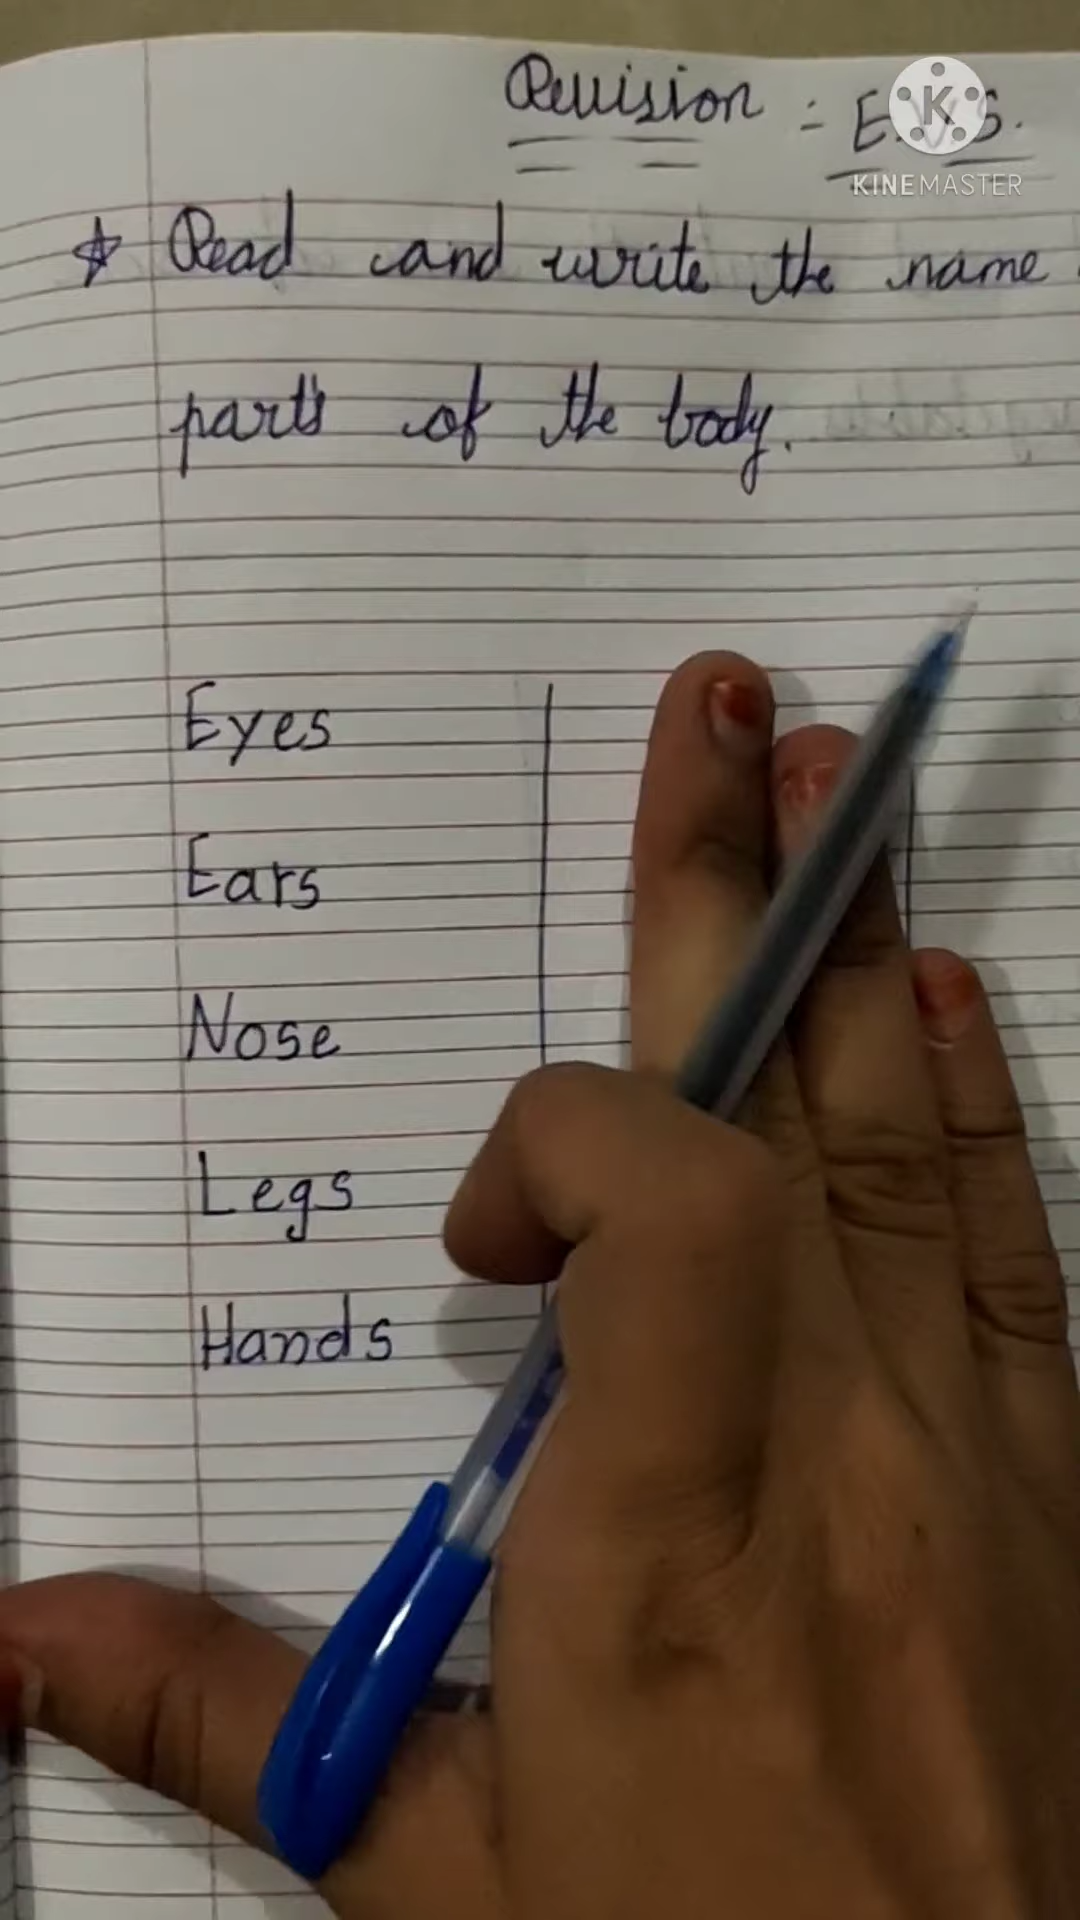 Revision :- E.V.S.
KINEMASTER
☆ Read and write the name
parts of the body.
Eyes
Ears
Nose
Legs
Hands